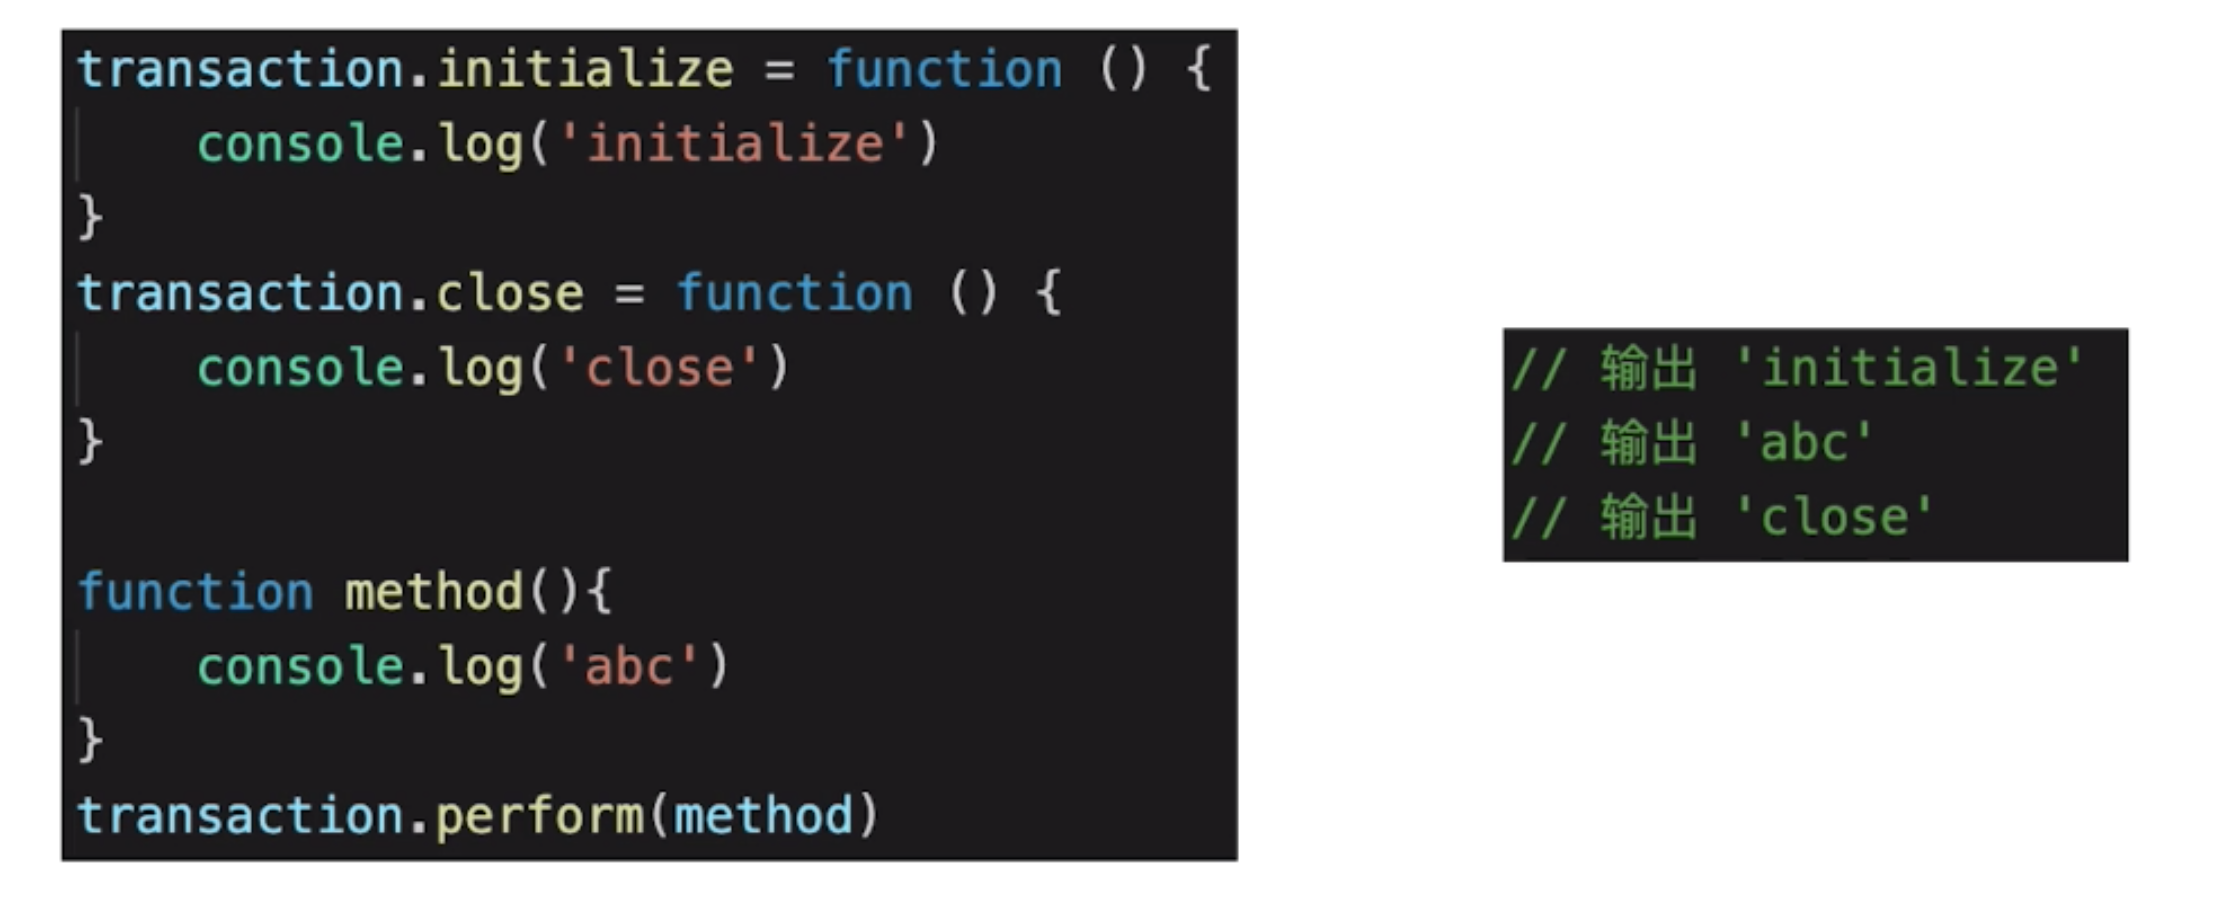 transaction.initialize = function () {
    console.log('initialize')
}
transaction.close = function () {
    console.log('close')
}
function method(){
    console.log('abc')
}
transaction.perform(method)
// 输出 'initialize'
// 输出 'abc'
// 输出 'close'